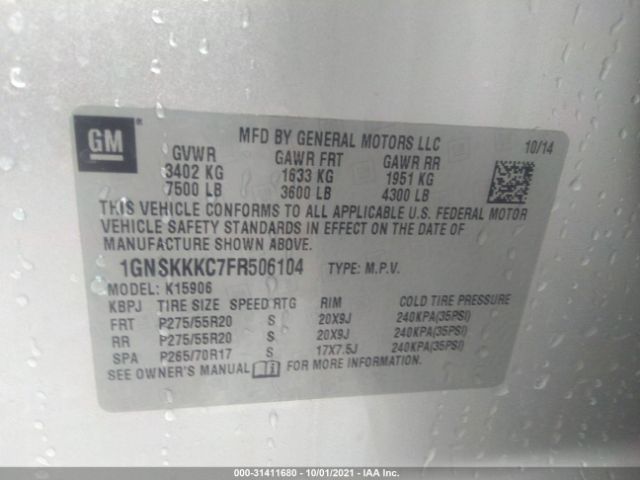 GM ®
MFD BY GENERAL MOTORS LLC 10/14
GVWR GAWR FRT GAWR RR
3402 KG 1633 KG 1951 KG
7500 LB 3600 LB 4300 LB
THIS VEHICLE CONFORMS TO ALL APPLICABLE U.S. FEDERAL MOTOR
VEHICLE SAFETY STANDARDS IN EFFECT ON THE DATE OF
MANUFACTURE SHOWN ABOVE.
1GNSKKKC7FR506104 TYPE: M.P.V.
MODEL: K15906
KBPJ TIRE SIZE SPEED RTG RIM COLD TIRE PRESSURE
FRT P275/55R20 S 20X9J 240KPA(35PSI)
RR P275/55R20 S 20X9J 240KPA(35PSI)
SPA P265/70R17 S 17X7.5J 240KPA(35PSI)
SEE OWNER'S MANUAL FOR MORE INFORMATION.
000-31411680 - 10/01/2021 - IAA Inc.